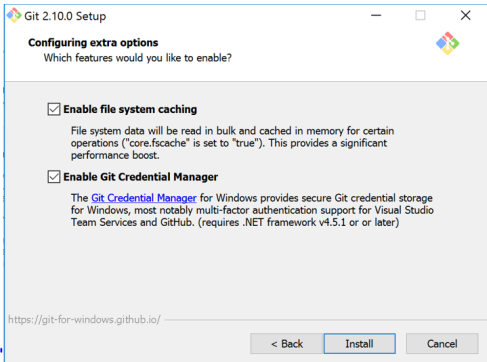 Git 2.10.0 Setup
Configuring extra options
Which features would you like to enable?
Enable file system caching
File system data will be read in bulk and cached in memory for certain
operations ("core.fscache" is set to "true"). This provides a significant
performance boost.
Enable Git Credential Manager
The Git Credential Manager for Windows provides secure Git credential storage
for Windows, most notably multi-factor authentication support for Visual Studio
Team Services and GitHub. (requires .NET framework v4.5.1 or or later)
https://git-for-windows.github.io/
< Back Install Cancel